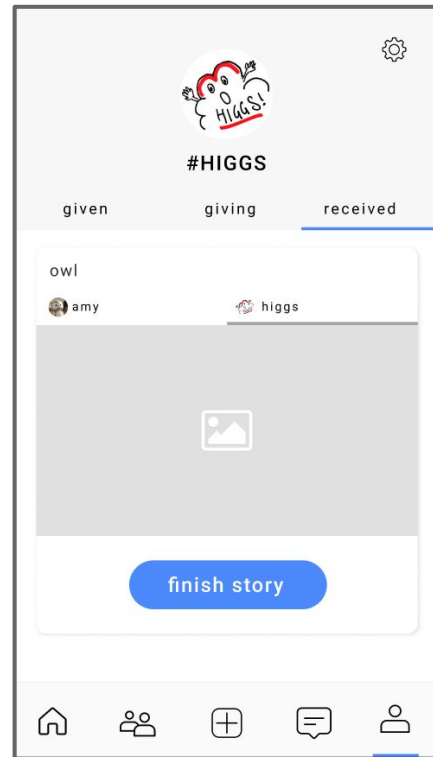 HIGGS!
#HIGGS
given giving received
owl
amy higgs
finish story